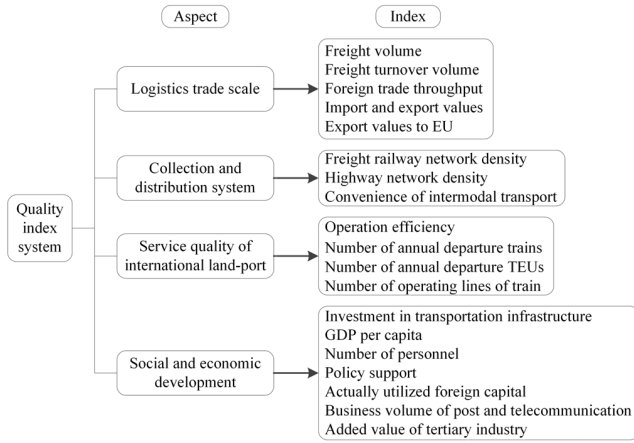 Aspect
Index
Quality
index
system
Logistics trade scale
Freight volume
Freight turnover volume
Foreign trade throughput
Import and export values
Export values to EU
Collection and
distribution system
Freight railway network density
Highway network density
Convenience of intermodal transport
Service quality of
international land-port
Operation efficiency
Number of annual departure trains
Number of annual departure TEUs
Number of operating lines of train
Social and economic
development
Investment in transportation infrastructure
GDP per capita
Number of personnel
Policy support
Actually utilized foreign capital
Business volume of post and telecommunication
Added value of tertiary industry